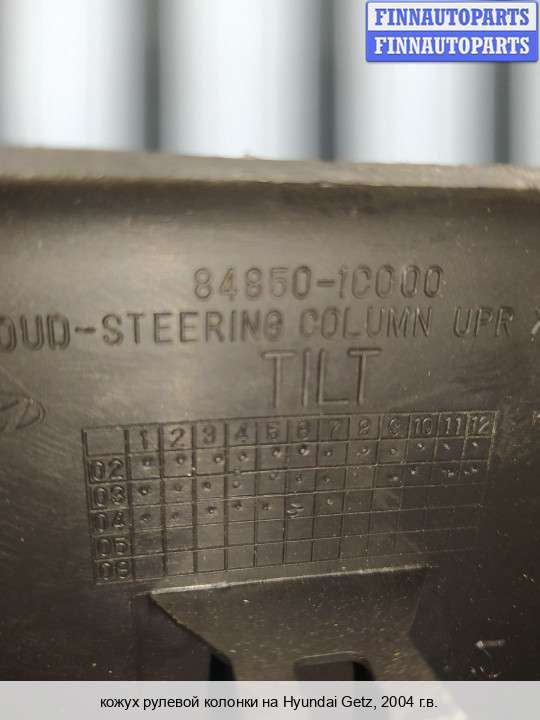 FINNAUTOPARTS
FINNAUTOPARTS
84850-1C000
OUD-STEERING COLUMN UPR
TILT
1 2 3 4 5 6 7 8 9 10 11 12
02
03
04
05
06
кожух рулевой колонки на Hyundai Getz, 2004 г.в.